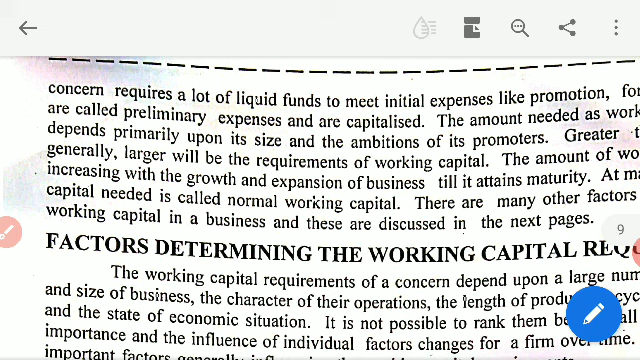 concern requires a lot of liquid funds to meet initial expenses like promotion,
are called preliminary expenses and are capitalised. The amount needed as
depends primarily upon its size and the ambitions of its promoters. Greater
generally, larger will be the requirements of working capital. The amount of
increasing with the growth and expansion of business till it attains maturity. At
capital needed is called normal working capital. There are many other factors
working capital in a business and these are discussed in the next pages.
9
FACTORS DETERMINING THE WORKING CAPITAL
The working capital requirements of a concern depend upon a large
and size of business, the character of their operations, the length of
and the state of economic situation. It is not possible to rank them
importance and the influence of individual factors changes for a firm over time.
important factors generally